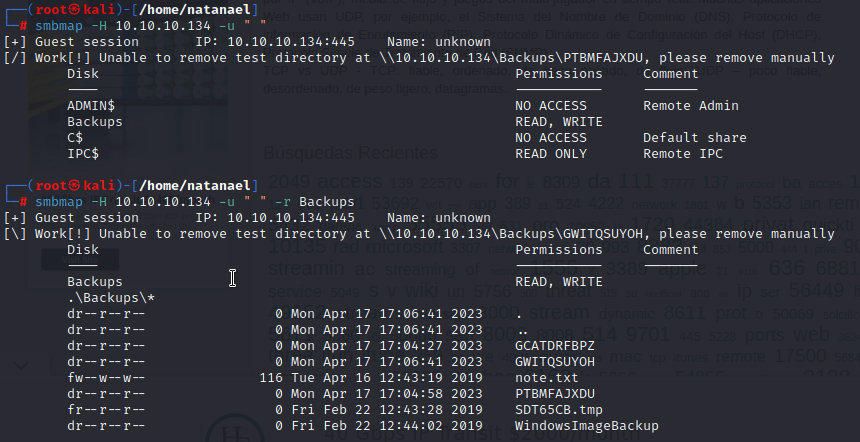 ┌──(root㉿kali)-[/home/natanael]
└─# smbmap -H 10.10.10.134 -u " "
[+] Guest session       IP: 10.10.10.134:445    Name: unknown
[/] Work[!] Unable to remove test directory at \\10.10.10.134\Backups\PTBMFAJXDU, please remove manually
        Disk                                                    Permissions     Comment
        ----                                                    -----------     -------
        ADMIN$                                                  NO ACCESS       Remote Admin
        Backups                                                 READ, WRITE
        C$                                                      NO ACCESS       Default share
        IPC$                                                    READ ONLY       Remote IPC
┌──(root㉿kali)-[/home/natanael]
└─# smbmap -H 10.10.10.134 -u " " -r Backups
[+] Guest session       IP: 10.10.10.134:445    Name: unknown
[\] Work[!] Unable to remove test directory at \\10.10.10.134\Backups\GWITQSUYOH, please remove manually
        Disk                                                    Permissions     Comment
        ----                                                    -----------     -------
        Backups                                                 READ, WRITE
        .\Backups\*
        dr--r--r--                0 Mon Apr 17 17:06:41 2023    .
        dr--r--r--                0 Mon Apr 17 17:06:41 2023    ..
        dr--r--r--                0 Mon Apr 17 17:04:27 2023    GCATDRFBPZ
        dr--r--r--                0 Mon Apr 17 17:06:41 2023    GWITQSUYOH
        fw--w--w--              116 Tue Apr 16 12:43:19 2019    note.txt
        dr--r--r--                0 Mon Apr 17 17:04:58 2023    PTBMFAJXDU
        fr--r--r--                0 Fri Feb 22 12:43:28 2019    SDT65CB.tmp
        dr--r--r--                0 Fri Feb 22 12:44:02 2019    WindowsImageBackup
Búsquedas Recientes